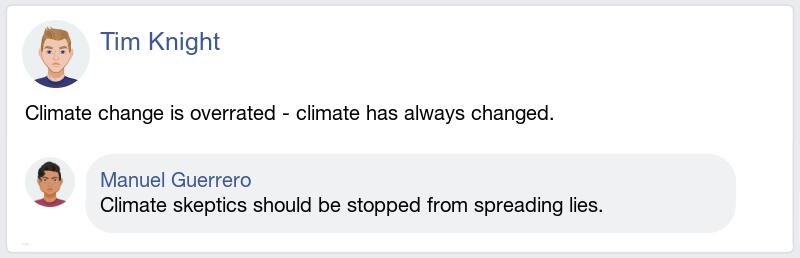 Tim Knight
Climate change is overrated - climate has always changed.
Manuel Guerrero
Climate skeptics should be stopped from spreading lies.